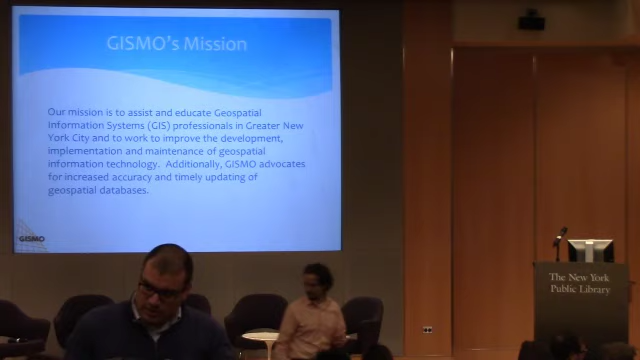 GISMO's Mission
Our mission is to assist and educate Geospatial
Information Systems (GIS) professionals in Greater New
York City and to work to improve the development,
implementation and maintenance of geospatial
information technology. Additionally, GISMO advocates
for increased accuracy and timely updating of
geospatial databases.
GISMO
The New York
Public Library